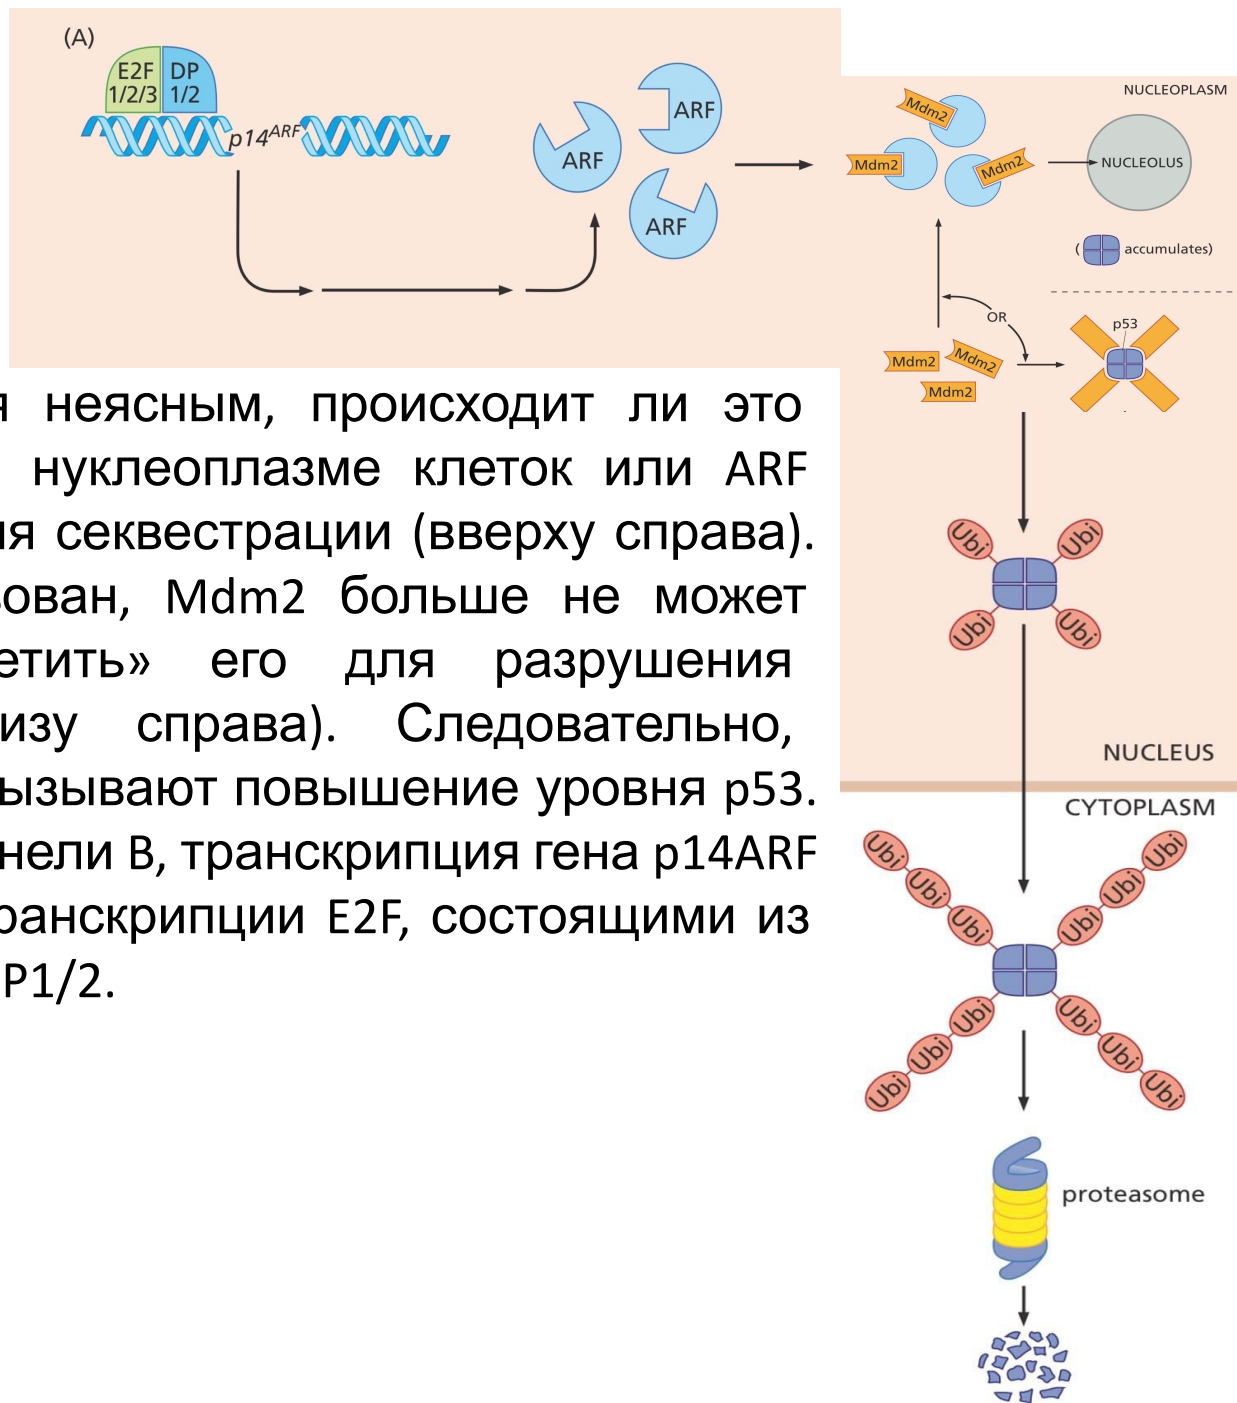 (A)
E2F DP
1/2/3 1/2
p14ARF
ARF
ARF
ARF
NUCLEOPLASM
Mdm2
Mdm2
Mdm2
NUCLEOLUS
( accumulates)
OR
p53
Mdm2
Mdm2
Mdm2
я неясным, происходит ли это
нуклеоплазме клеток или ARF
ия секвестрации (вверху справа).
ован, Mdm2 больше не может
етить» его для разрушения
изу справа). Следовательно,
ызывают повышение уровня p53.
нели B, транскрипция гена p14ARF
ранскрипции E2F, состоящими из
P1/2.
Ubi Ubi
Ubi Ubi
NUCLEUS
CYTOPLASM
Ubi Ubi
Ubi Ubi
Ubi Ubi
Ubi Ubi
Ubi Ubi
Ubi Ubi
proteasome